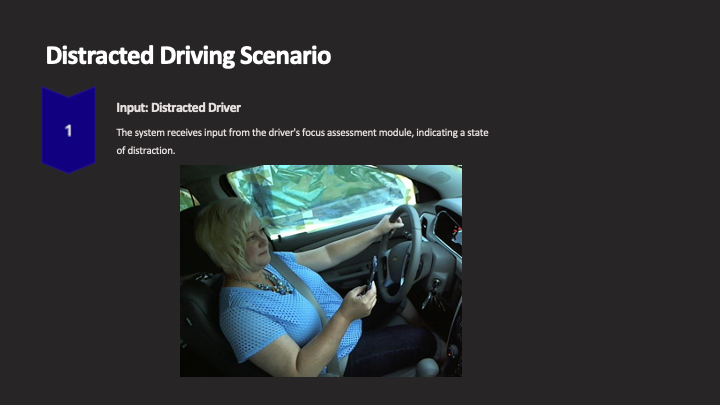 Distracted Driving Scenario
1
Input: Distracted Driver
The system receives input from the driver's focus assessment module, indicating a state
of distraction.